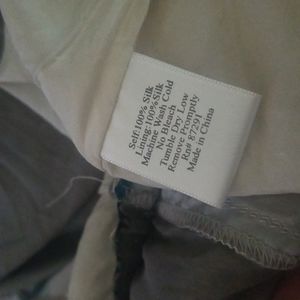 Self:100% Silk
Lining:100% Silk
Machine Wash Cold
No Bleach
Tumble Dry Low
Remove Promptly
Rn# 87291
Made in China